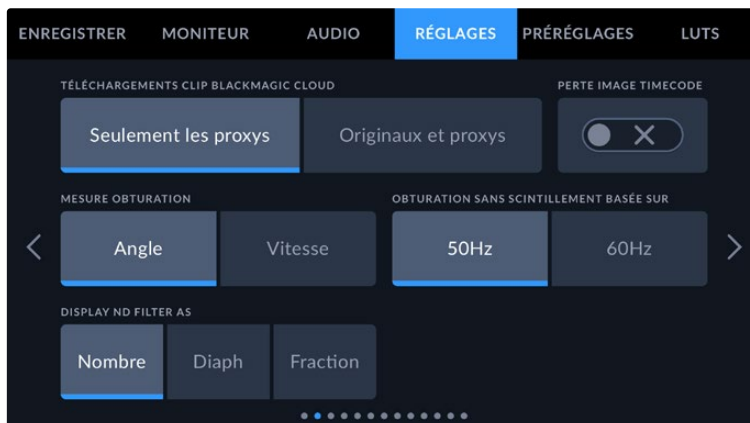 ENREGISTRER MONITEUR AUDIO RÉGLAGES PRÉRÉGLAGES LUTS
TÉLÉCHARGEMENTS CLIP BLACKMAGIC CLOUD PERTE IMAGE TIMECODE
Seulement les proxys Originaux et proxys
MESURE OBTURATION OBTURATION SANS SCINTILLEMENT BASÉE SUR
Angle Vitesse 50Hz 60Hz
DISPLAY ND FILTER AS
Nombre Diaph Fraction